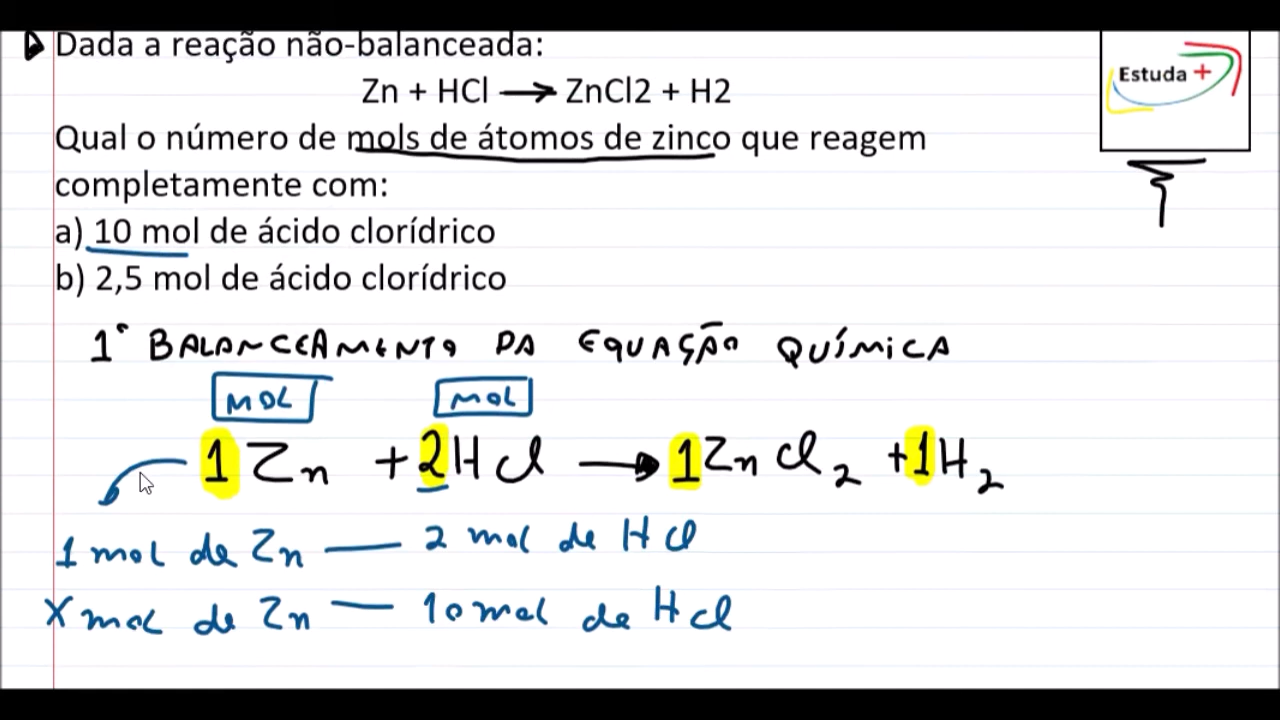 Dada a reação não-balanceada:
Zn + HCl → ZnCl2 + H2
Qual o número de mols de átomos de zinco que reagem
completamente com:
a) 10 mol de ácido clorídrico
b) 2,5 mol de ácido clorídrico
Estuda +
1° BALANCEAMENTO DA EQUAÇÃO QUÍMICA
MOL MOL
1 Zn + 2 HCl → 1 ZnCl2 + 1 H2
1 mol de Zn — 2 mol de HCl
X mol de Zn — 10 mol de HCl